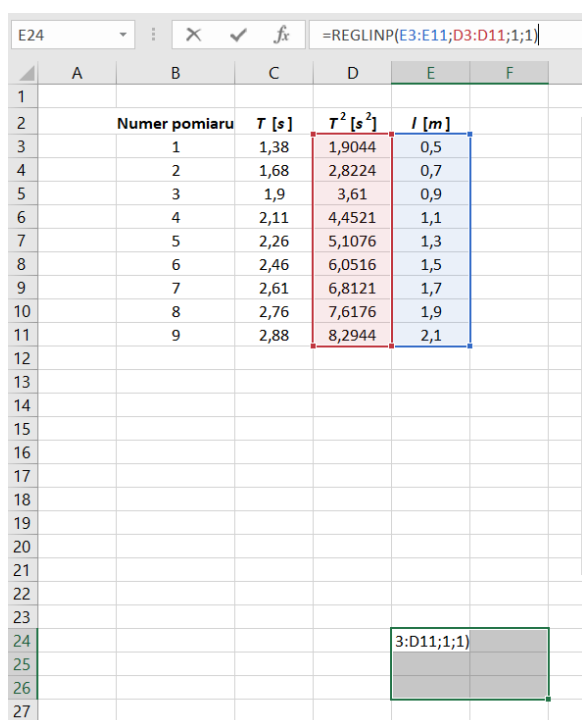 E24 fx =REGLINP(E3:E11;D3:D11;1;1)
A B C D E F
1
2 Numer pomiaru T [s] T² [s²] l [m]
3 1 1,38 1,9044 0,5
4 2 1,68 2,8224 0,7
5 3 1,9 3,61 0,9
6 4 2,11 4,4521 1,1
7 5 2,26 5,1076 1,3
8 6 2,46 6,0516 1,5
9 7 2,61 6,8121 1,7
10 8 2,76 7,6176 1,9
11 9 2,88 8,2944 2,1
12
13
14
15
16
17
18
19
20
21
22
23
24 3:D11;1;1)
25
26
27